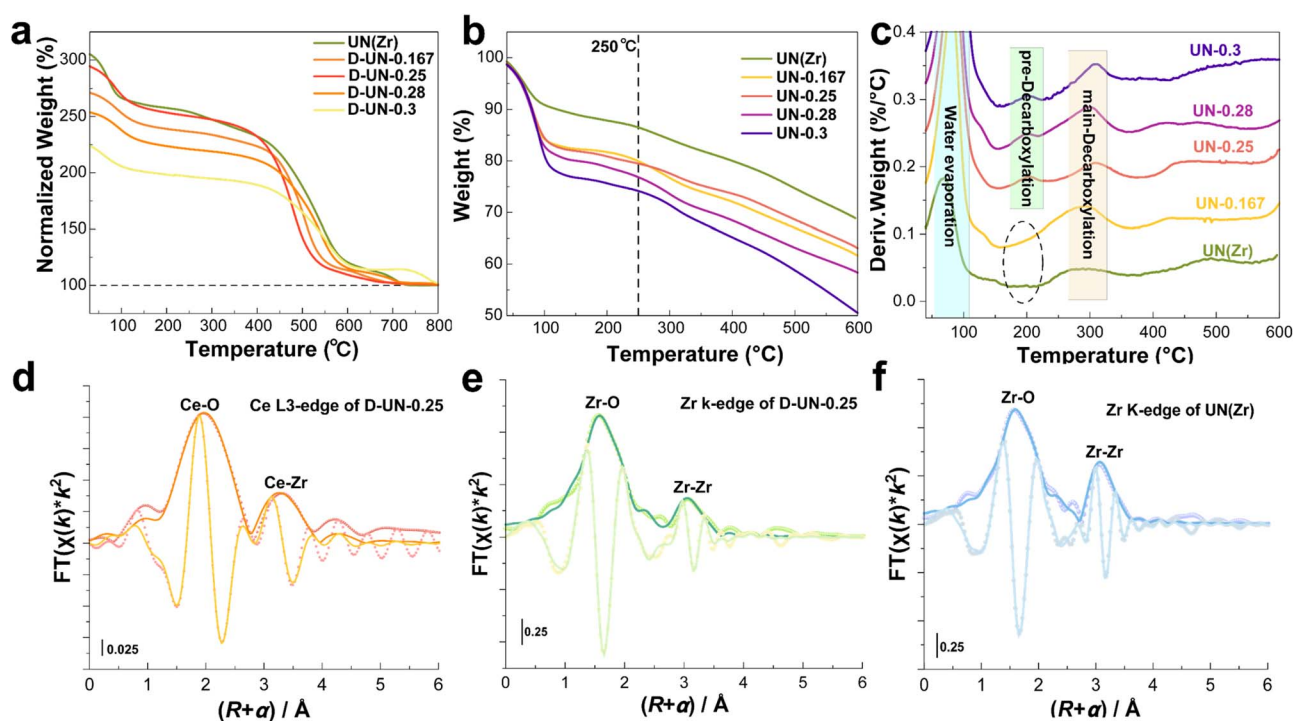 a
UN(Zr)
D-UN-0.167
D-UN-0.25
D-UN-0.28
D-UN-0.3
300
250
200
150
100
50
100 200 300 400 500 600 700 800
Normalized Weight (%)
Temperature (℃)
b
250℃
UN(Zr)
UN-0.167
UN-0.25
UN-0.28
UN-0.3
100
90
80
70
60
50
100 200 300 400 500 600
Weight (%)
Temperature (°C)
c
UN-0.3
UN-0.28
UN-0.25
UN-0.167
UN(Zr)
Water evaporation
pre-Decarboxylation
main-Decarboxylation
0.4
0.3
0.2
0.1
0.0
100 200 300 400 500 600
Deriv.Weight (%/°C)
Temperature (°C)
d
Ce L3-edge of D-UN-0.25
Ce-O
Ce-Zr
0.025
FT(χ(k)*k²)
0 1 2 3 4 5 6
(R+α) / Å
e
Zr k-edge of D-UN-0.25
Zr-O
Zr-Zr
0.25
FT(χ(k)*k²)
0 1 2 3 4 5 6
(R+α) / Å
f
Zr K-edge of UN(Zr)
Zr-O
Zr-Zr
0.25
FT(χ(k)*k²)
0 1 2 3 4 5 6
(R+α) / Å